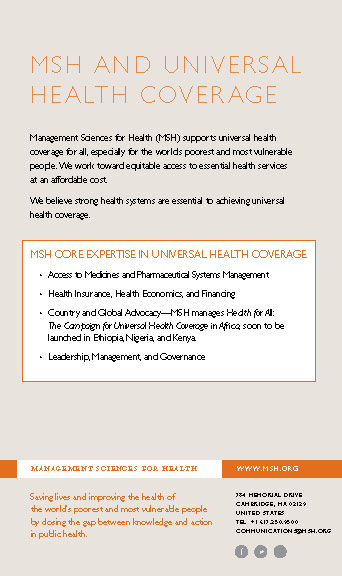 MSH AND UNIVERSAL
HEALTH COVERAGE
Management Sciences for Health (MSH) supports universal health
coverage for all, especially for the world's poorest and most vulnerable
people. We work toward equitable access to essential health services
at an affordable cost.
We believe strong health systems are essential to achieving universal
health coverage.
MSH CORE EXPERTISE IN UNIVERSAL HEALTH COVERAGE
• Access to Medicines and Pharmaceutical Systems Management
• Health Insurance, Health Economics, and Financing
• Country and Global Advocacy—MSH manages Health for All:
The Campaign for Universal Health Coverage in Africa, soon to be
launched in Ethiopia, Nigeria, and Kenya.
• Leadership, Management, and Governance
MANAGEMENT SCIENCES FOR HEALTH
WWW.MSH.ORG
Saving lives and improving the health of
the world's poorest and most vulnerable people
by closing the gap between knowledge and action
in public health.
784 MEMORIAL DRIVE
CAMBRIDGE, MA 02139
UNITED STATES
TEL +1 617.250.9500
COMMUNICATIONS@MSH.ORG